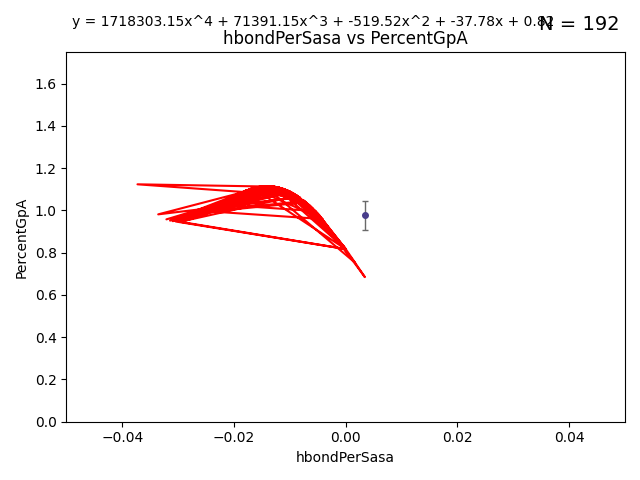 y = 1718303.15x^4 + 71391.15x^3 + -519.52x^2 + -37.78x + 0.82
N = 192
hbondPerSasa vs PercentGpA
1.6
1.4
1.2
1.0
0.8
0.6
0.4
0.2
0.0
PercentGpA
−0.04 −0.02 0.00 0.02 0.04
hbondPerSasa